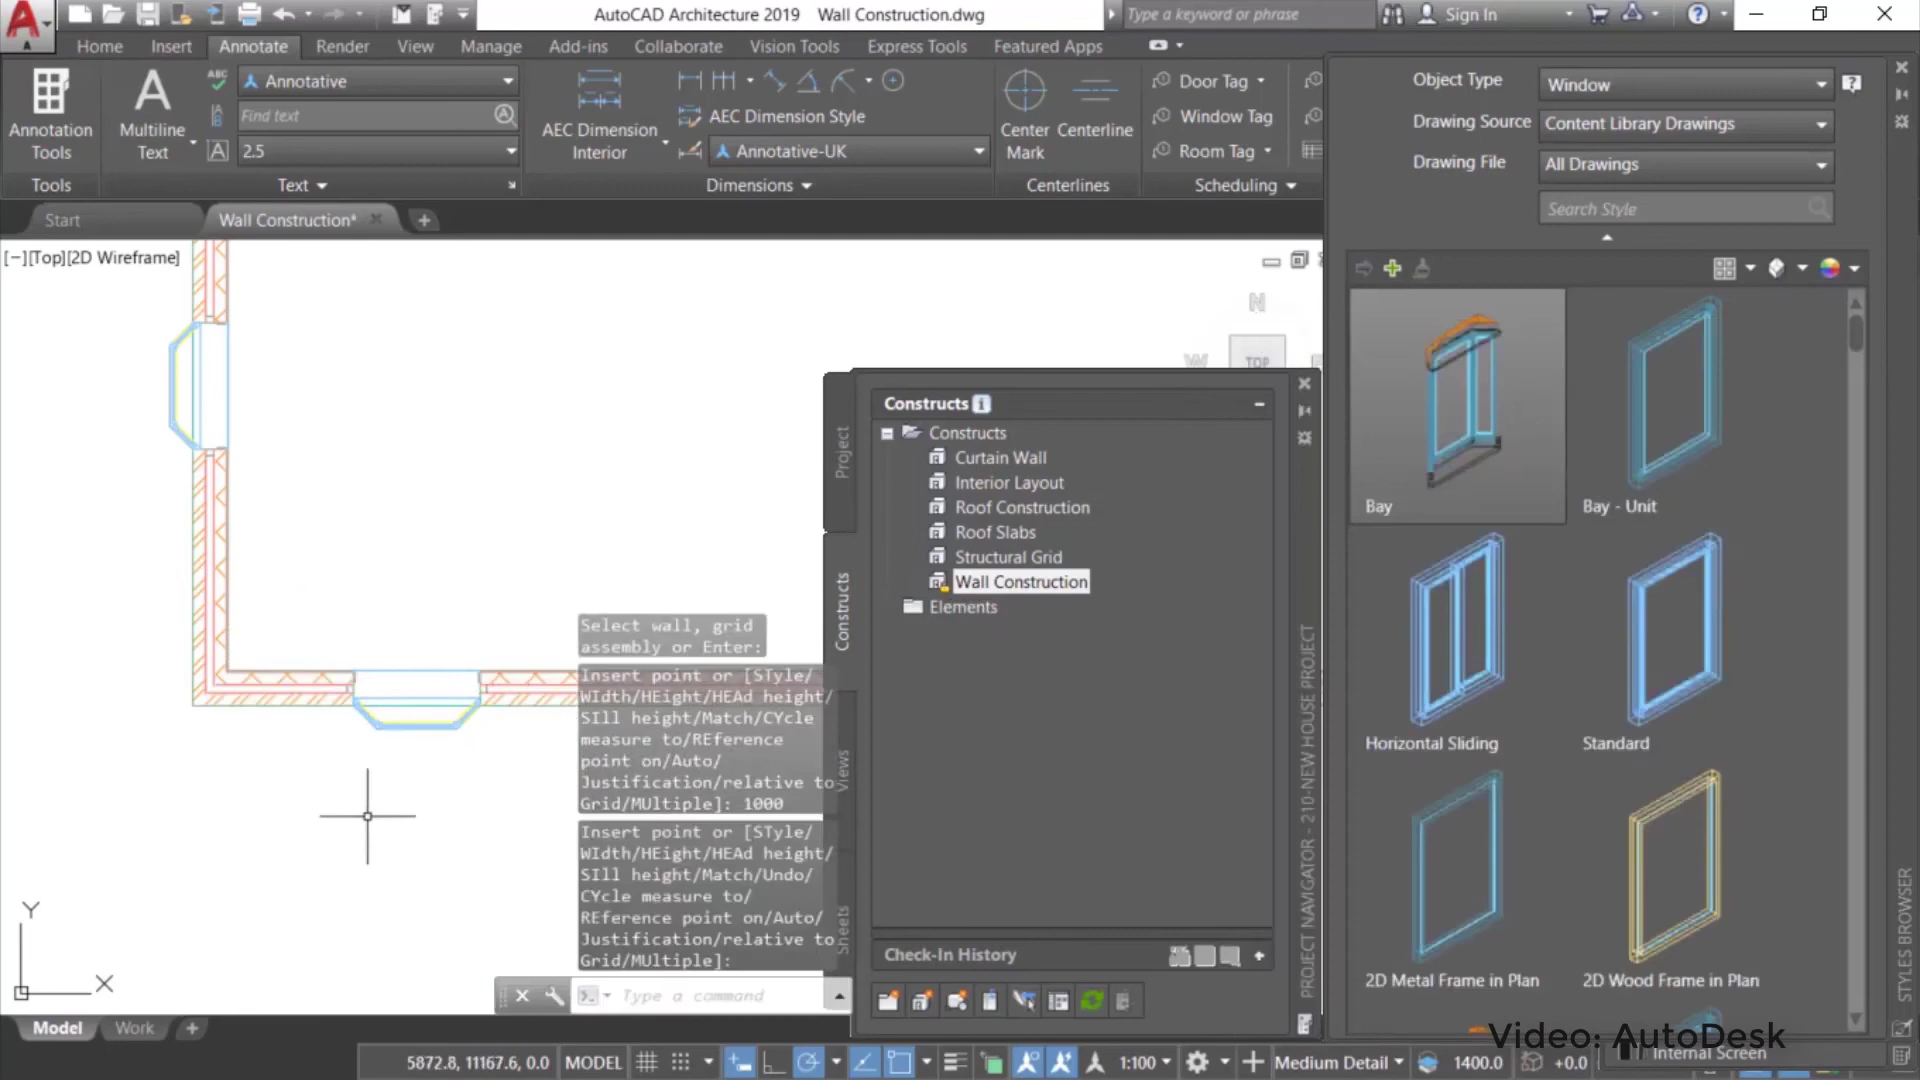 AutoCAD Architecture 2019 Wall Construction.dwg
Type a keyword or phrase
Sign In
Home Insert Annotate Render View Manage Add-ins Collaborate Vision Tools Express Tools Featured Apps
Annotation
Tools
Tools
Multiline
Text
Annotative
Find text
2.5
Text
AEC Dimension
Interior
AEC Dimension Style
Annotative-UK
Dimensions
Center
Mark
Centerline
Centerlines
Door Tag
Window Tag
Room Tag
Scheduling
Object Type Window
Drawing Source Content Library Drawings
Drawing File All Drawings
Search Style
Start
Wall Construction*
[−][Top][2D Wireframe]
N
W
TOP
Constructs
Constructs
Curtain Wall
Interior Layout
Roof Construction
Roof Slabs
Structural Grid
Wall Construction
Elements
Project
Constructs
Views
Sheets
PROJECT NAVIGATOR - 210-NEW HOUSE PROJECT
Check-In History
Select wall, grid
assembly or Enter:
Insert point or [STyle/
WIdth/HEight/HEAd height/
SIll height/Match/CYcle
measure to/REference
point on/Auto/
Justification/relative to
Grid/MUltiple]: 1000
Insert point or [STyle/
WIdth/HEight/HEAd height/
SIll height/Match/Undo/
CYcle measure to/
REference point on/Auto/
Justification/relative to
Grid/MUltiple]:
Type a command
Bay
Bay - Unit
Horizontal Sliding
Standard
2D Metal Frame in Plan
2D Wood Frame in Plan
STYLES BROWSER
Y
X
Model
Work
Video: AutoDesk
Internal Screen
5872.8, 11167.6, 0.0
MODEL
1:100
Medium Detail
1400.0
+0.0